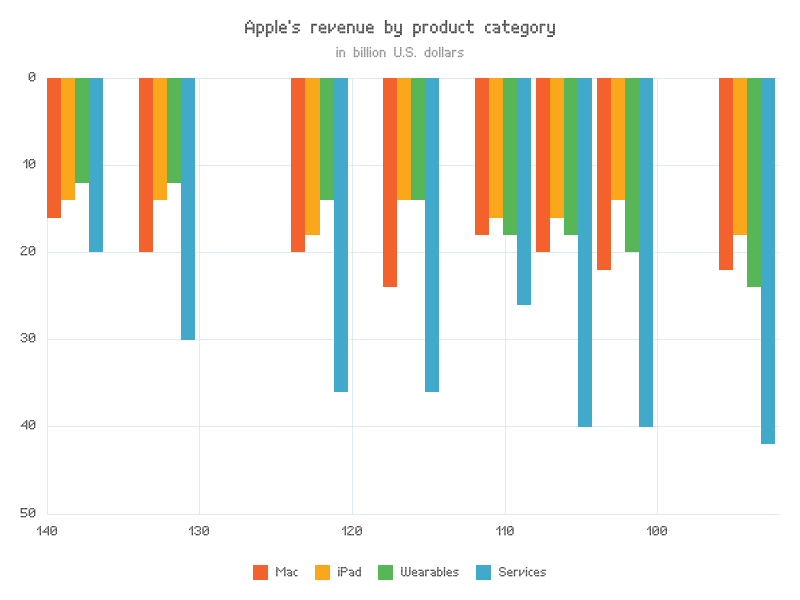 Apple's revenue by product category
in billion U.S. dollars
0
10
20
30
40
50
140 130 120 110 100
Mac iPad Wearables Services